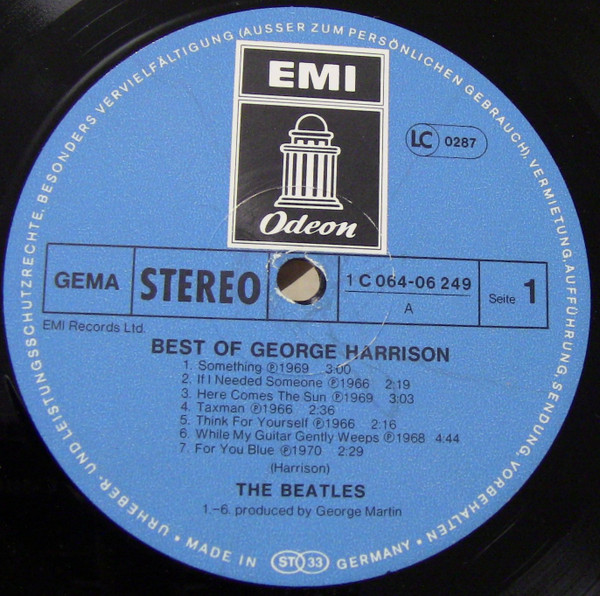 URHEBER- UND LEISTUNGSSCHUTZRECHTE, BESONDERS VERVIELFÄLTIGUNG (AUSSER ZUM PERSÖNLICHEN GEBRAUCH), VERMIETUNG, AUFFÜHRUNG, SENDUNG, VORBEHALTEN
EMI
LC 0287
Odeon
GEMA STEREO 1 C 064-06 249 Seite 1
A
EMI Records Ltd.
BEST OF GEORGE HARRISON
1. Something ℗1969 3:00
2. If I Needed Someone ℗1966 2:19
3. Here Comes The Sun ℗1969 3:03
4. Taxman ℗1966 2:36
5. Think For Yourself ℗1966 2:16
6. While My Guitar Gently Weeps ℗1968 4:44
7. For You Blue ℗1970 2:29
(Harrison)
THE BEATLES
1.–6. produced by George Martin
• MADE IN ST 33 GERMANY •